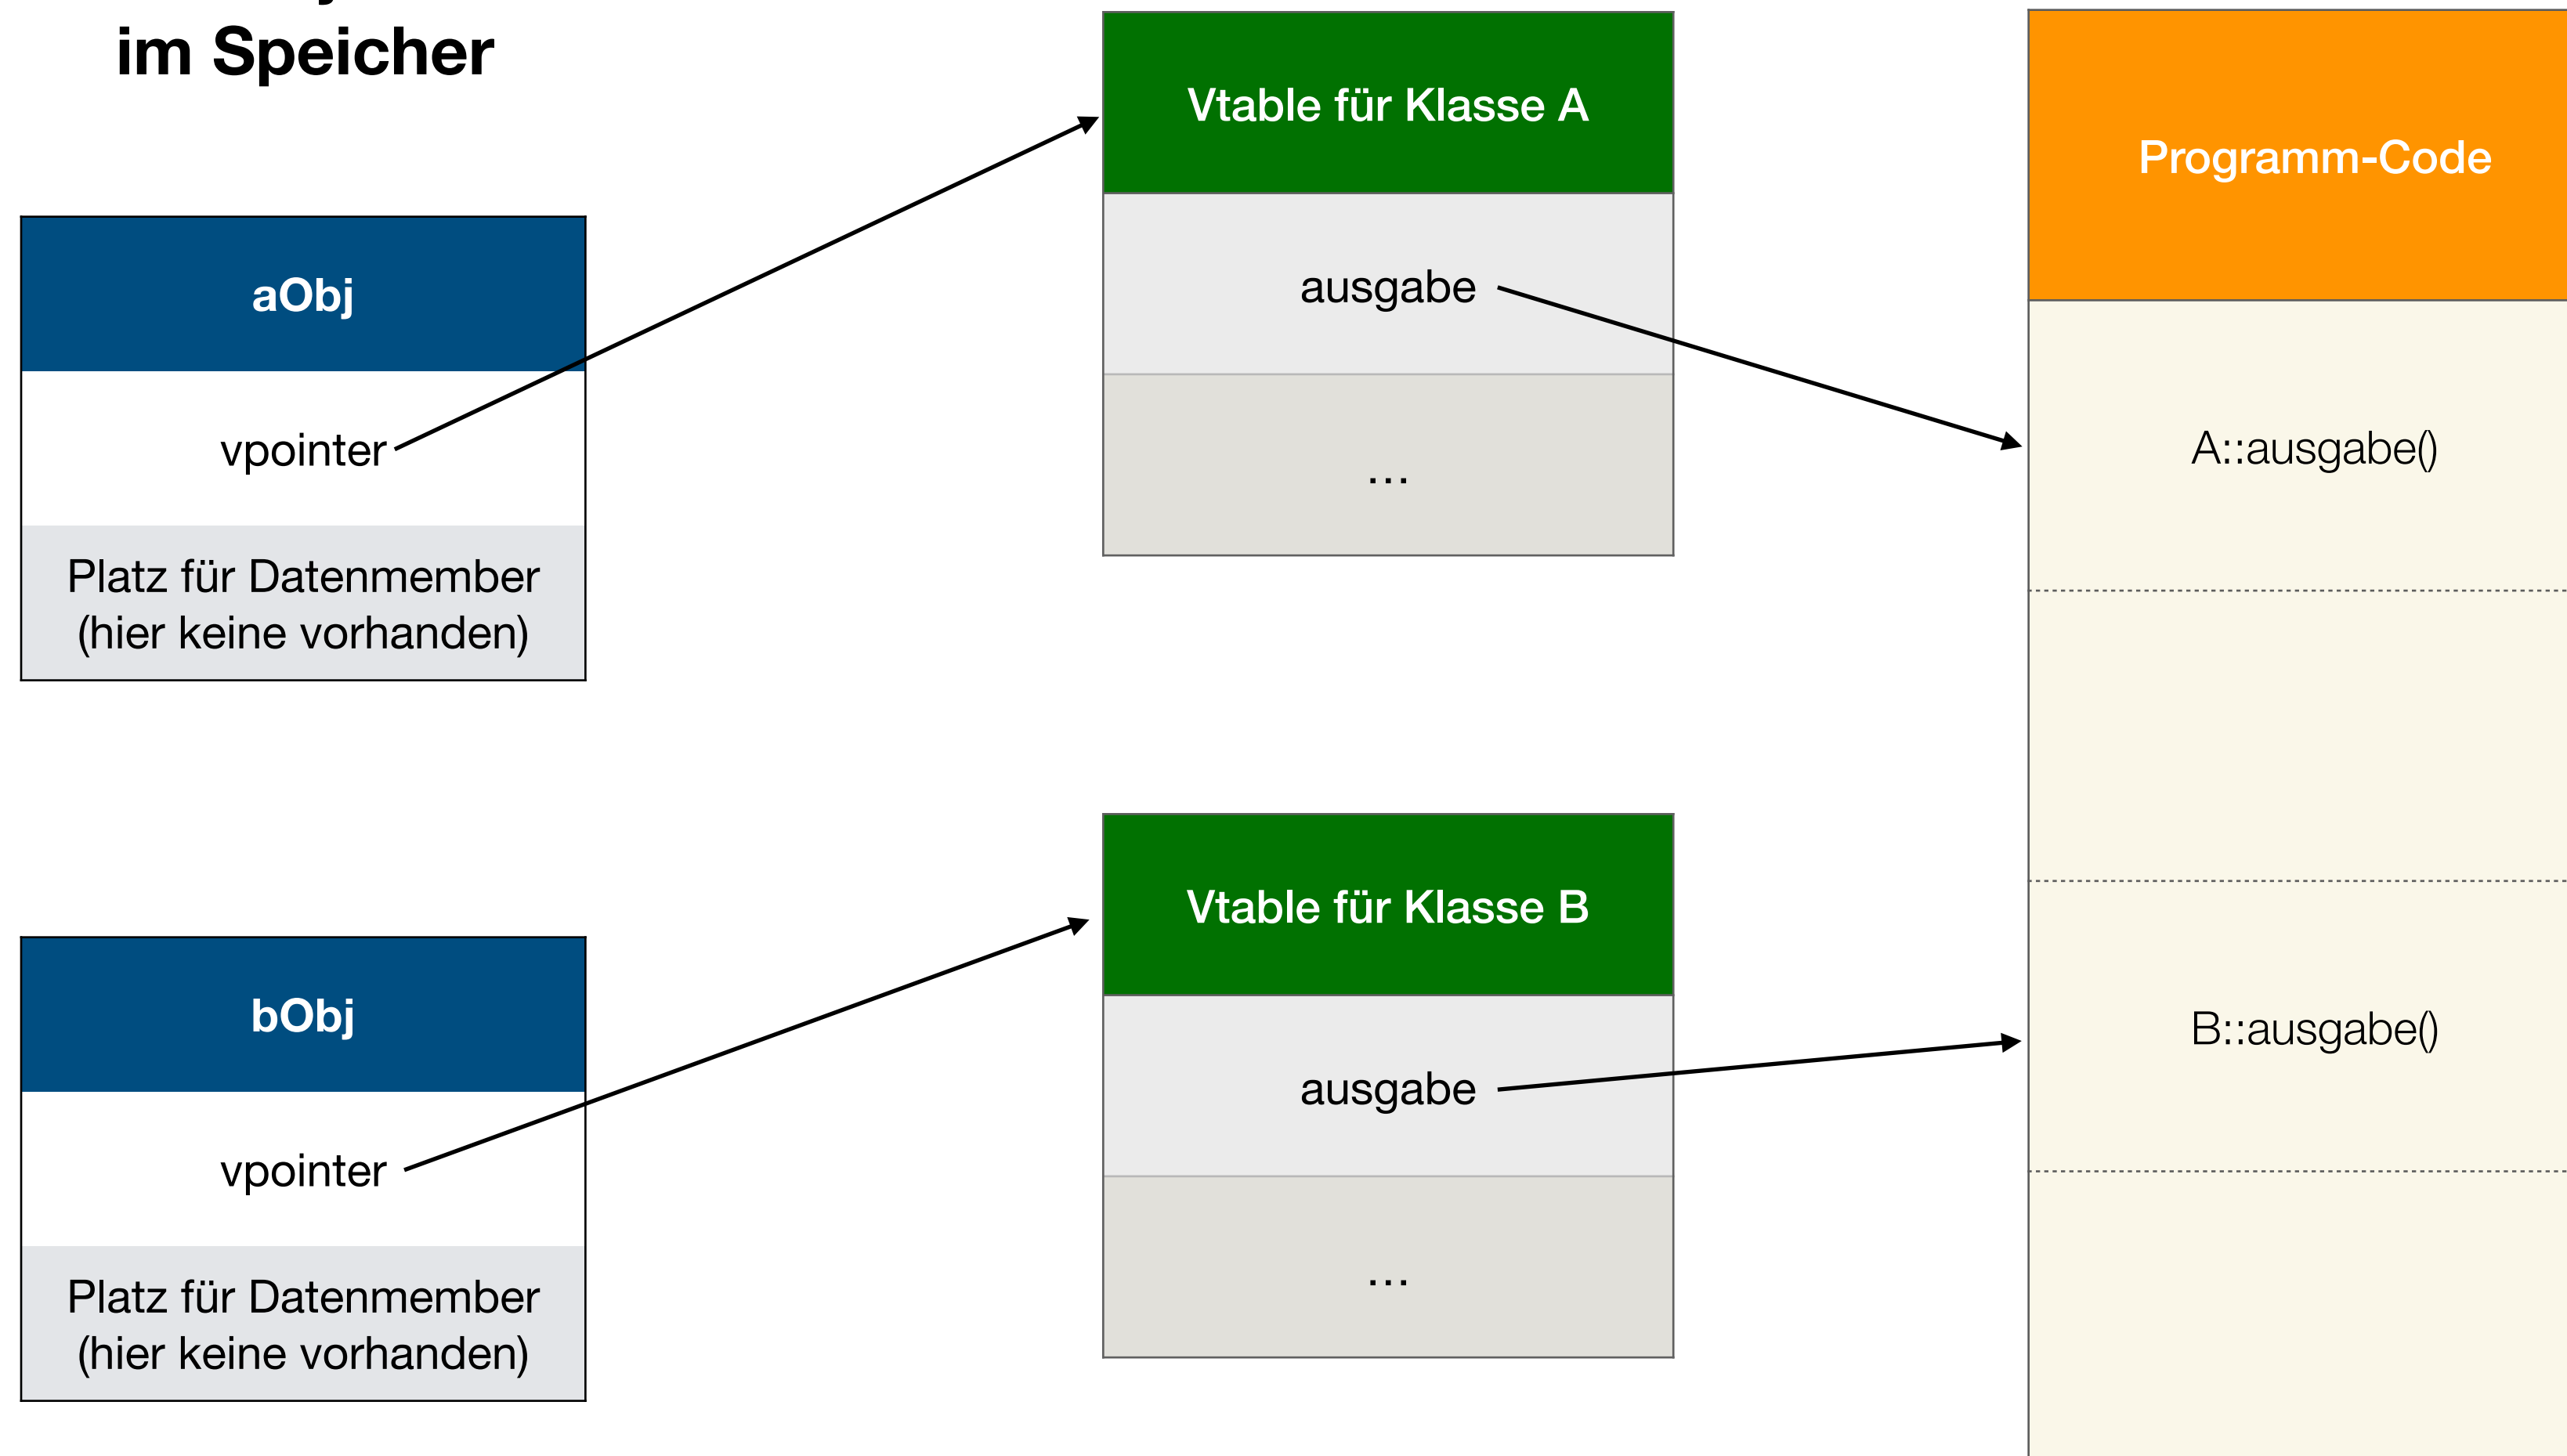 im Speicher
aObj
vpointer
Platz für Datenmember
(hier keine vorhanden)
bObj
vpointer
Platz für Datenmember
(hier keine vorhanden)
Vtable für Klasse A
ausgabe
...
Vtable für Klasse B
ausgabe
...
Programm-Code
A::ausgabe()
B::ausgabe()